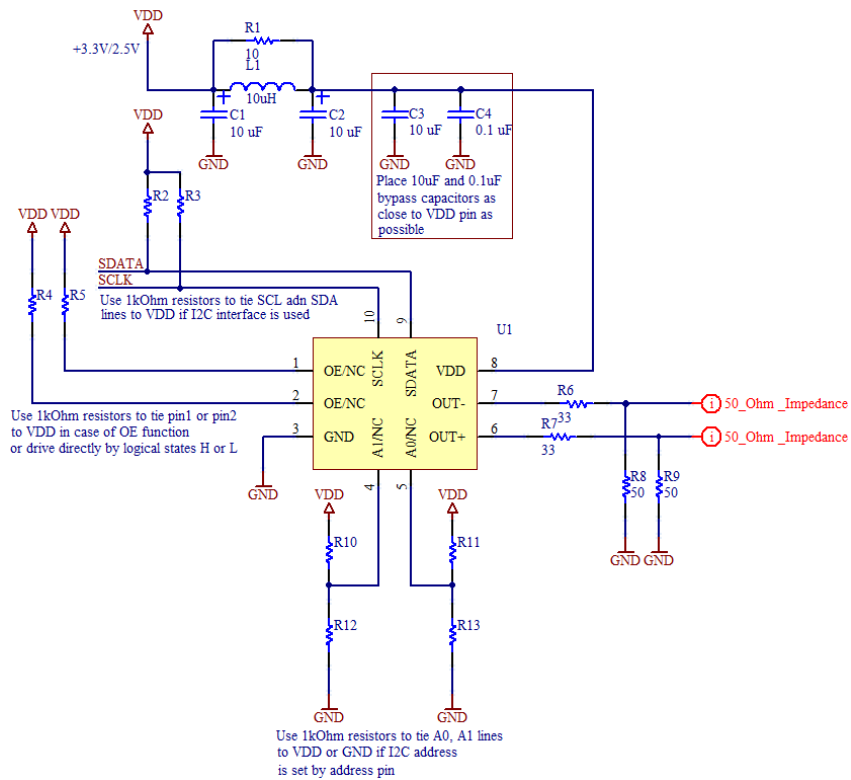 VDD
R1
+3.3V/2.5V
10
L1
10uH
C1
10 uF
C2
10 uF
C3
10 uF
C4
0.1 uF
GND
GND
GND
GND
VDD
Place 10uF and 0.1uF
bypass capacitors as
close to VDD pin as
possible
R2
R3
VDD
VDD
SDATA
SCLK
R4
R5
Use 1kOhm resistors to tie SCL adn SDA
lines to VDD if I2C interface is used
10
9
U1
1
OE/NC
SCLK
SDATA
VDD
8
2
OE/NC
OUT-
7
R6
33
50_Ohm _Impedance
Use 1kOhm resistors to tie pin1 or pin2
to VDD in case of OE function
or drive directly by logical states H or L
3
GND
A1/NC
A0/NC
OUT+
6
R7
33
50_Ohm _Impedance
GND
4
5
R8
50
R9
50
GND
GND
VDD
VDD
R10
R11
R12
R13
GND
GND
Use 1kOhm resistors to tie A0, A1 lines
to VDD or GND if I2C address
is set by address pin